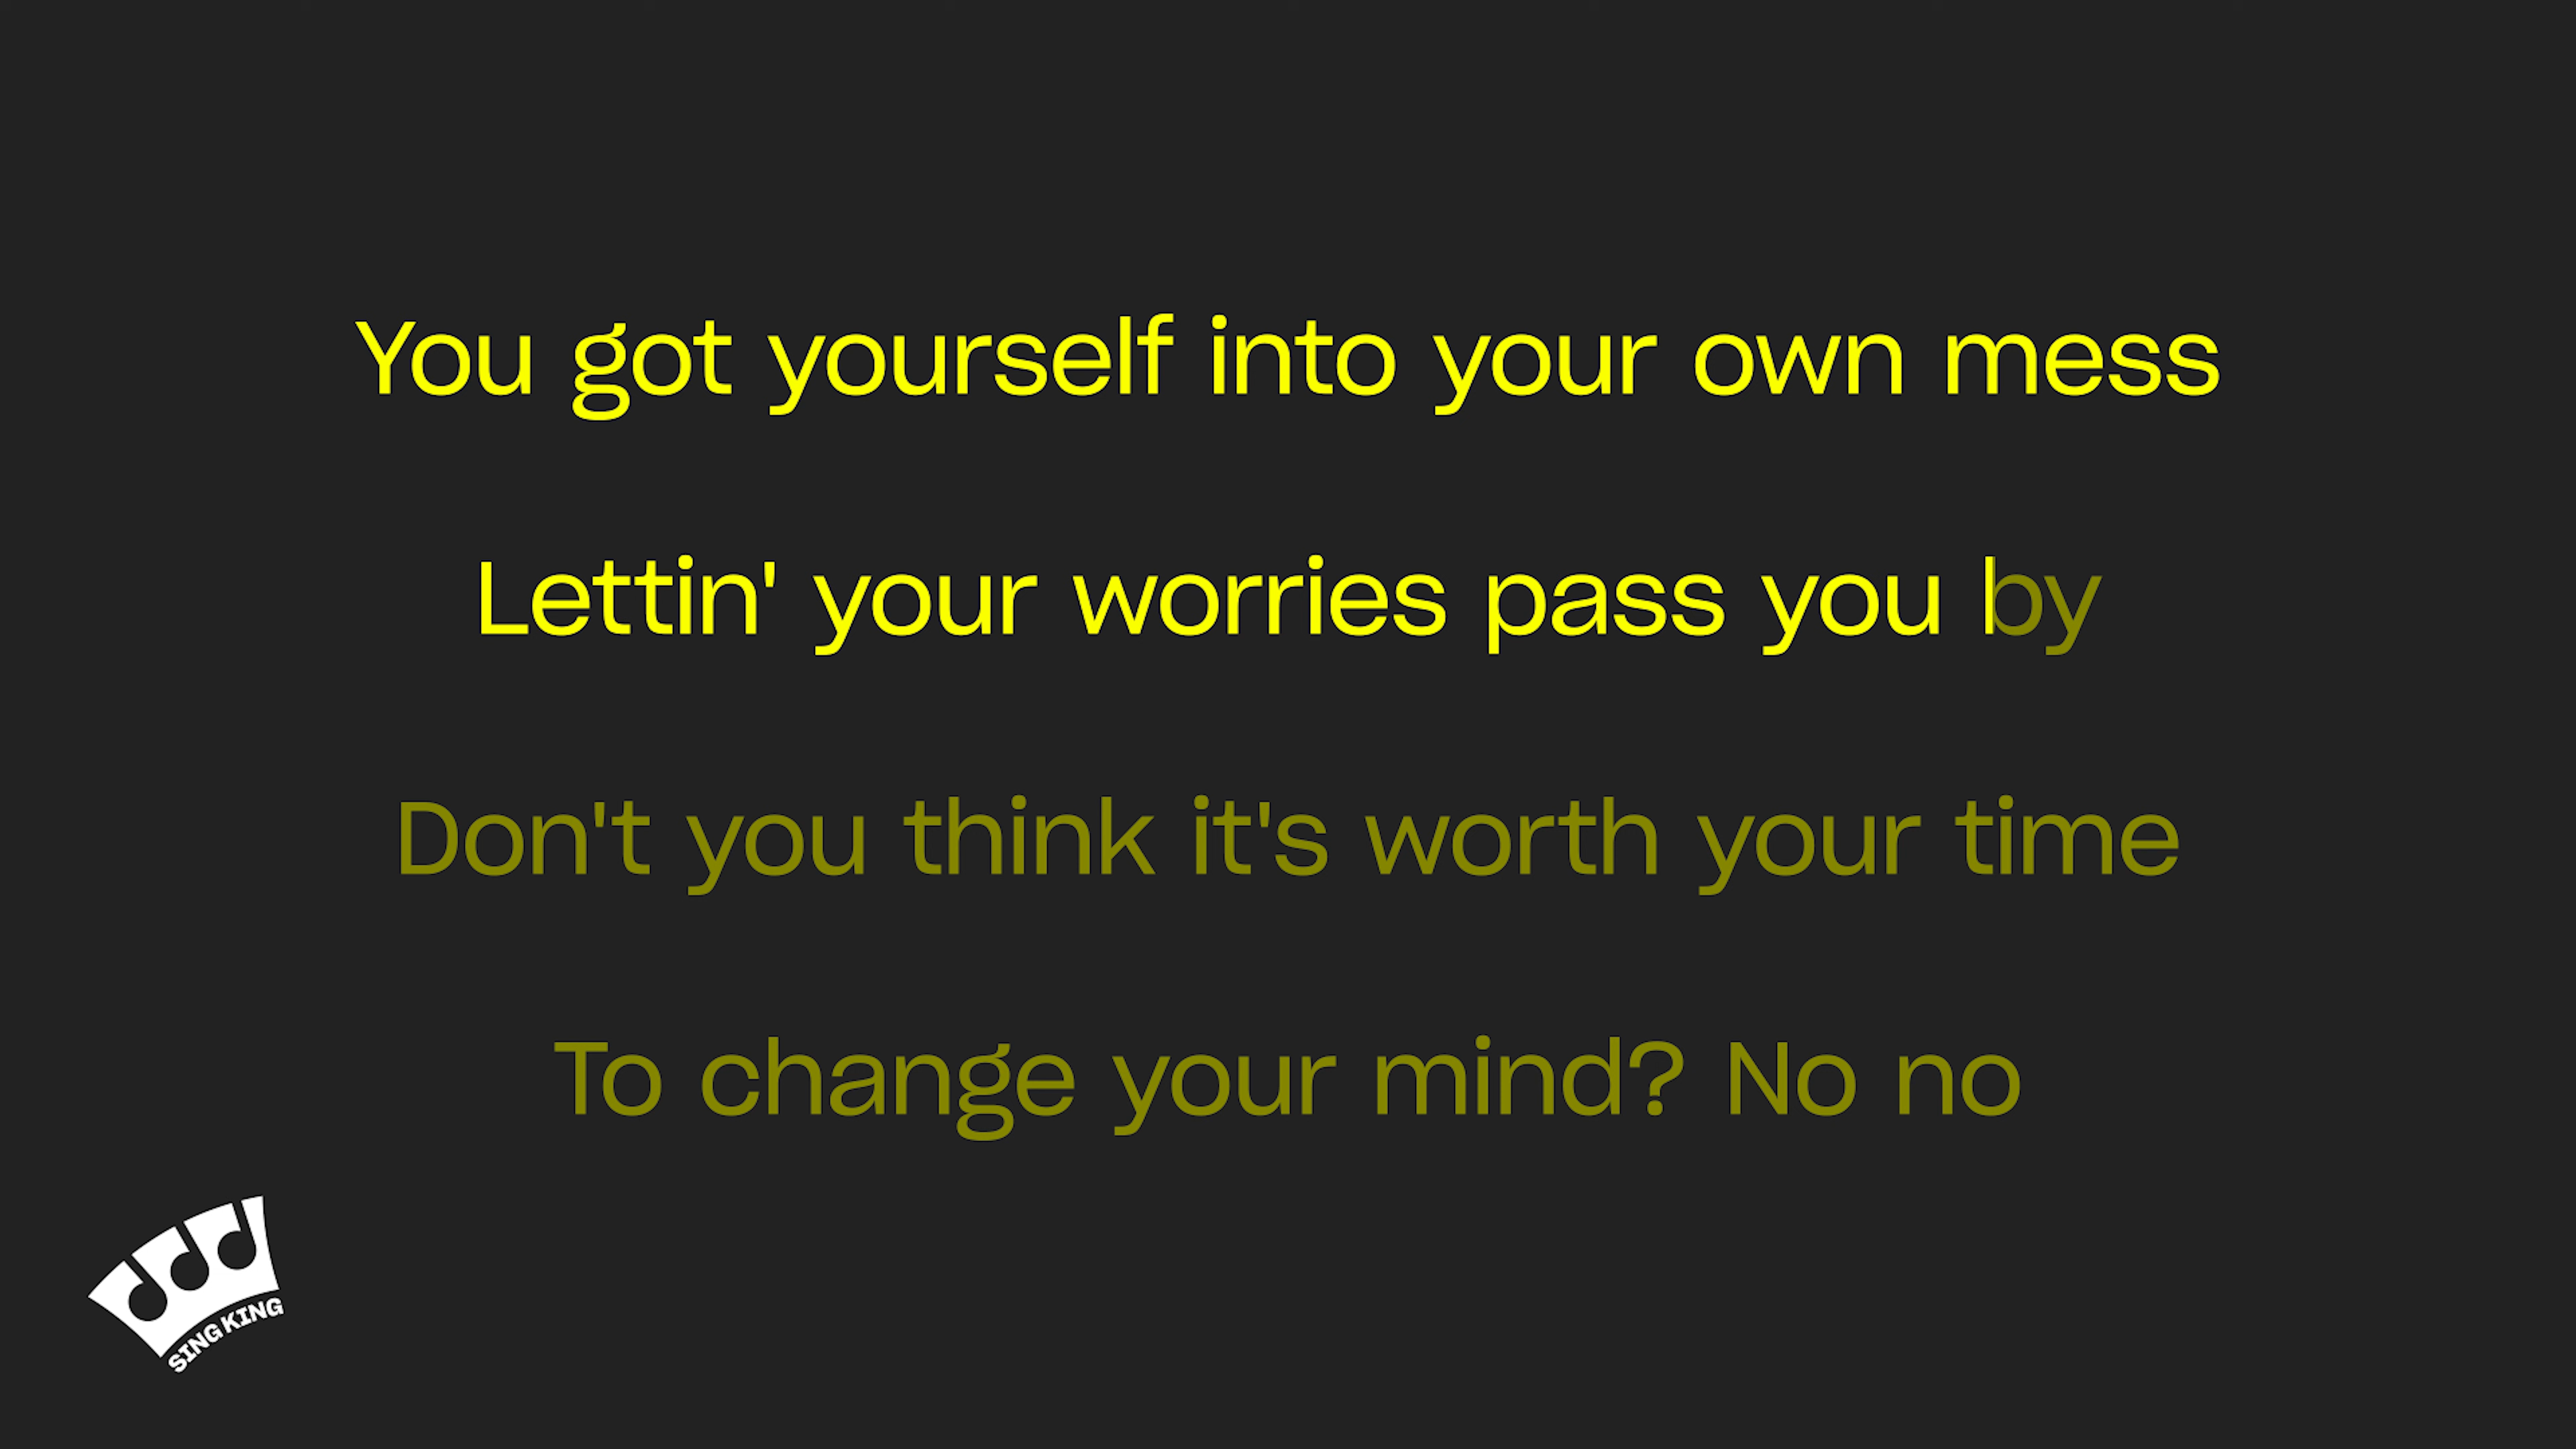 You got yourself into your own mess
Lettin' your worries pass you by
Don't you think it's worth your time
To change your mind? No no
SING KING